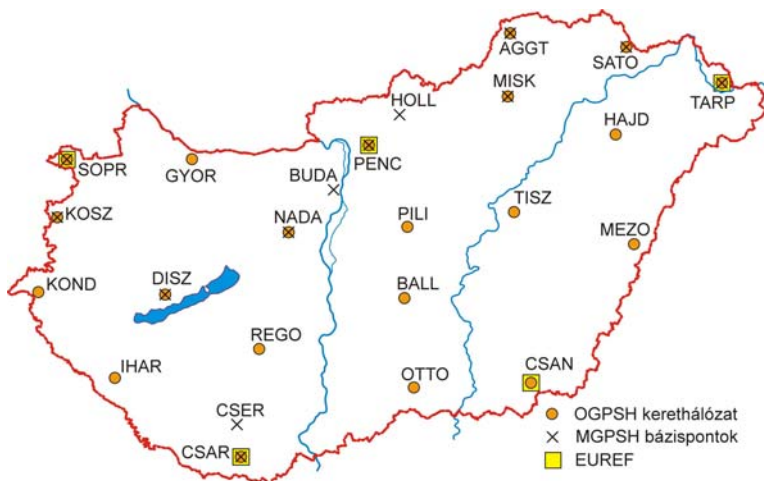 AGGT
SATO
MISK
TARP
HOLL
HAJD
SOPR
GYOR
PENC
BUDA
KOSZ
NADA
PILI
TISZ
MEZO
KOND
DISZ
BALL
REGO
IHAR
OTTO
CSAN
CSER
CSAR
OGPSH kerethálózat
MGPSH bázispontok
EUREF